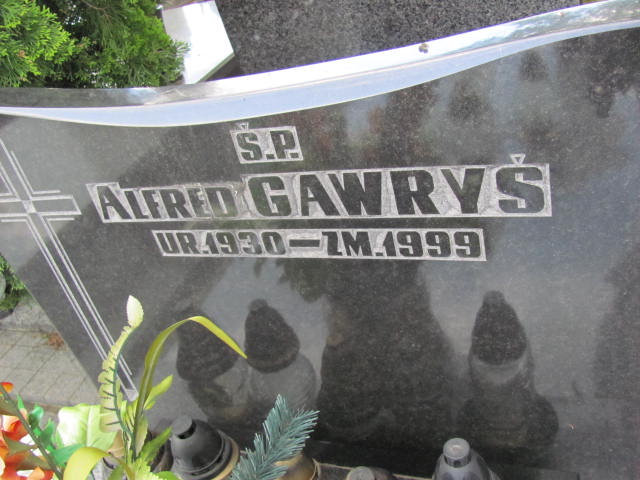 Ś.P.
ALFRED GAWRYŚ
UR.1930-ZM.1999